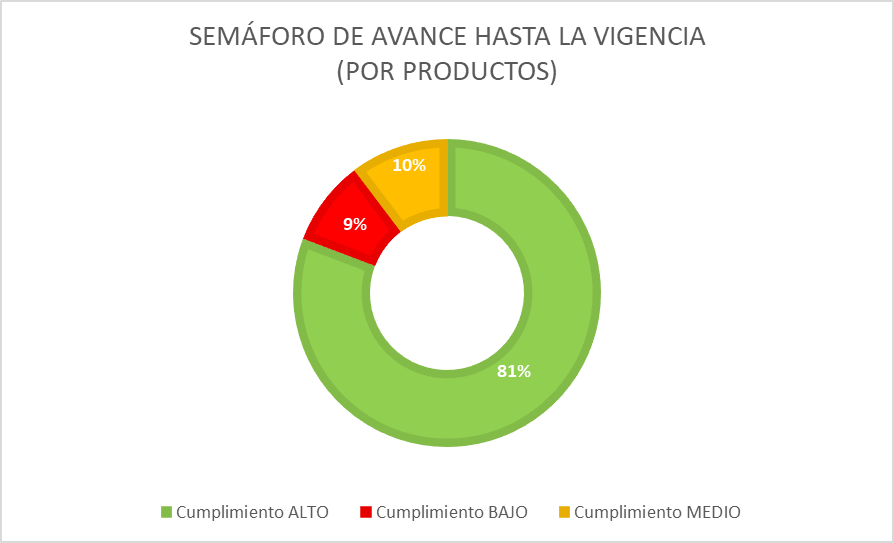 SEMÁFORO DE AVANCE HASTA LA VIGENCIA
(POR PRODUCTOS)
10%
9%
81%
Cumplimiento ALTO
Cumplimiento BAJO
Cumplimiento MEDIO